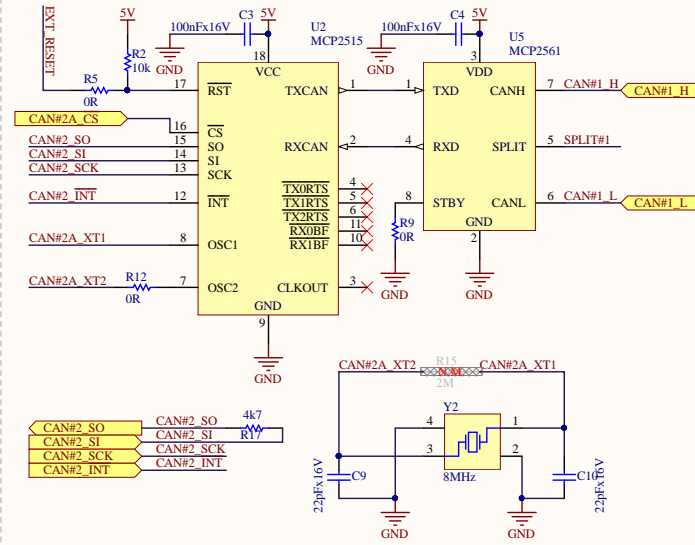 EXT_RESET
5V
R2
10k
R5
0R
C3
100nFx16V
5V
GND
U2
MCP2515
18
VCC
17
RST
TXCAN
1
CAN#2A_CS
16
CS
CAN#2_SO
15
SO
CAN#2_SI
14
SI
CAN#2_SCK
13
SCK
RXCAN
2
CAN#2_INT
12
INT
TX0RTS
4
TX1RTS
5
TX2RTS
6
RX0BF
11
RX1BF
10
CAN#2A_XT1
8
OSC1
CAN#2A_XT2
R12
0R
7
OSC2
CLKOUT
3
GND
9
GND
C4
100nFx16V
5V
GND
U5
MCP2561
3
VDD
1
TXD
CANH
7
CAN#1_H
CAN#1_H
4
RXD
SPLIT
5
SPLIT#1
8
STBY
CANL
6
CAN#1_L
CAN#1_L
GND
2
R9
0R
GND
GND
CAN#2_SO
CAN#2_SO
4k7
R17
CAN#2_SI
CAN#2_SI
CAN#2_SCK
CAN#2_SCK
CAN#2_INT
CAN#2_INT
CAN#2A_XT2
R15
N.M
2M
CAN#2A_XT1
Y2
4
1
3
2
8MHz
C9
22pFx16V
C10
22pFx16V
GND
GND